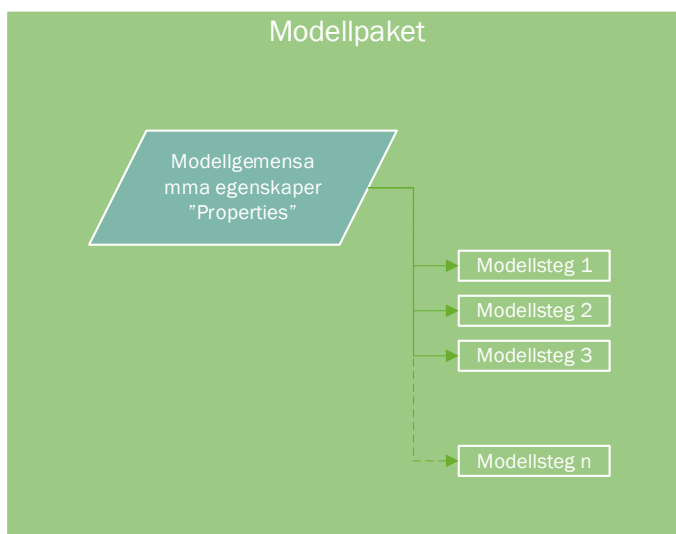 Modellpaket
Modellgemensa
mma egenskaper
”Properties”
Modellsteg 1
Modellsteg 2
Modellsteg 3
Modellsteg n